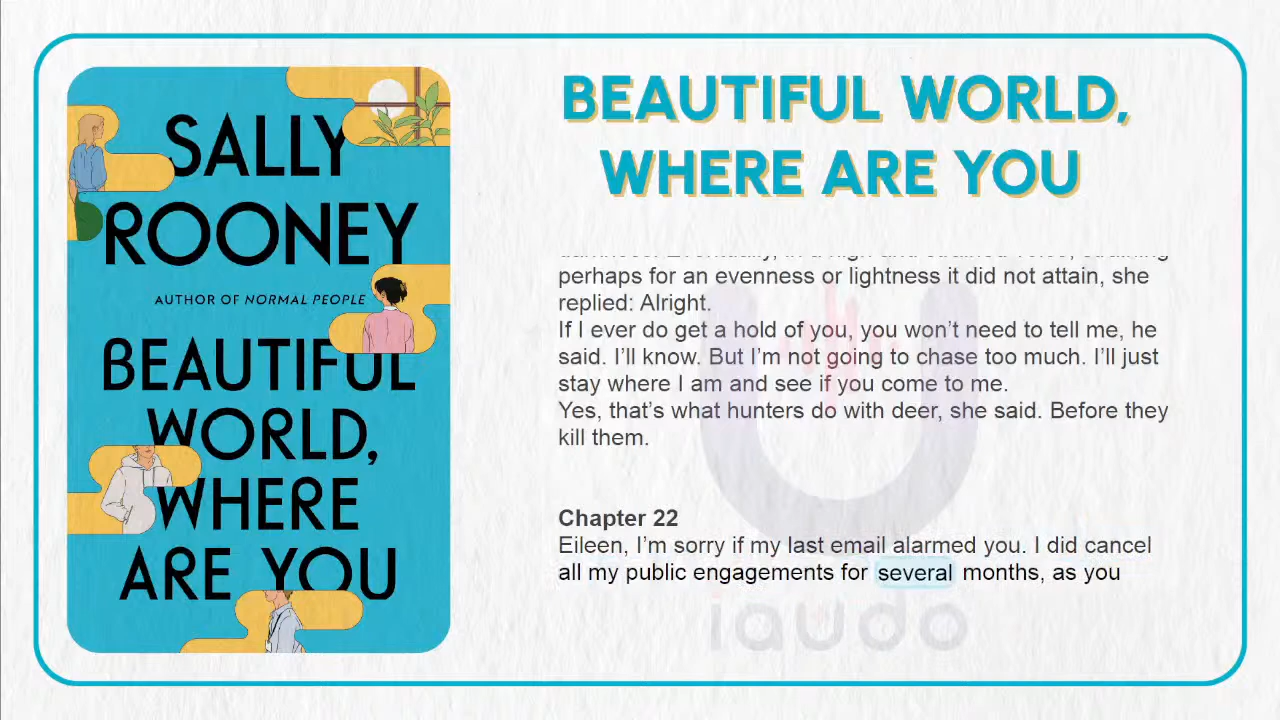 SALLY
ROONEY
AUTHOR OF NORMAL PEOPLE
BEAUTIFUL
WORLD,
WHERE
ARE YOU
BEAUTIFUL WORLD,
WHERE ARE YOU
perhaps for an evenness or lightness it did not attain, she
replied: Alright.
If I ever do get a hold of you, you won’t need to tell me, he
said. I’ll know. But I’m not going to chase too much. I’ll just
stay where I am and see if you come to me.
Yes, that’s what hunters do with deer, she said. Before they
kill them.
Chapter 22
Eileen, I’m sorry if my last email alarmed you. I did cancel
all my public engagements for several months, as you
iaudo